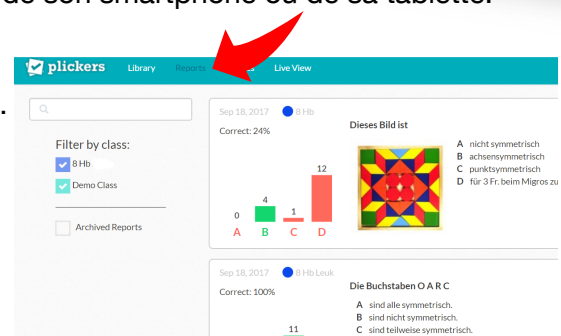 de son smartphone ou de sa tablette.
plickers Library Reports Live View
Filter by class:
8 Hb
Demo Class
Archived Reports
Sep 18, 2017 8 Hb
Correct: 24%
0 4 1 12
A B C D
Dieses Bild ist
A nicht symmetrisch
B achsensymmetrisch
C punktsymmetrisch
D für 3 Fr. beim Migros zu
Sep 18, 2017 8 Hb Leuk
Correct: 100%
11
Die Buchstaben O A R C
A sind alle symmetrisch.
B sind nicht symmetrisch.
C sind teilweise symmetrisch.